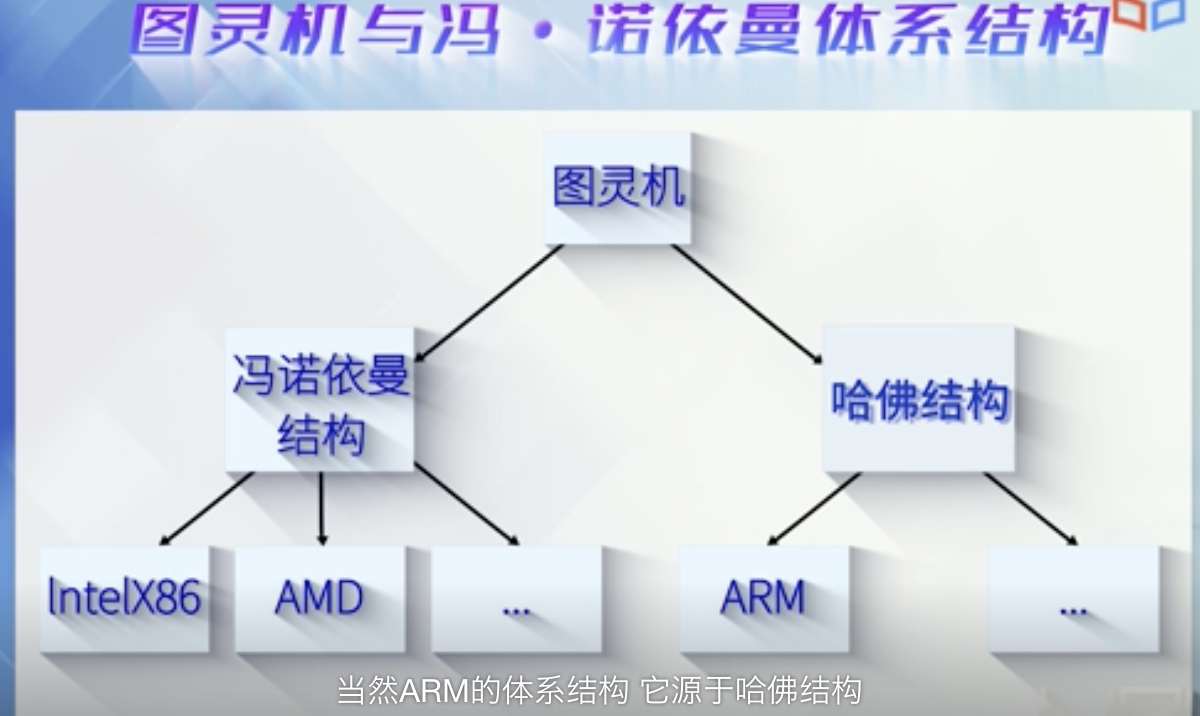 图灵机与冯·诺依曼体系结构
图灵机
冯诺依曼
结构
哈佛结构
IntelX86
AMD
...
ARM
...
当然ARM的体系结构 它源于哈佛结构